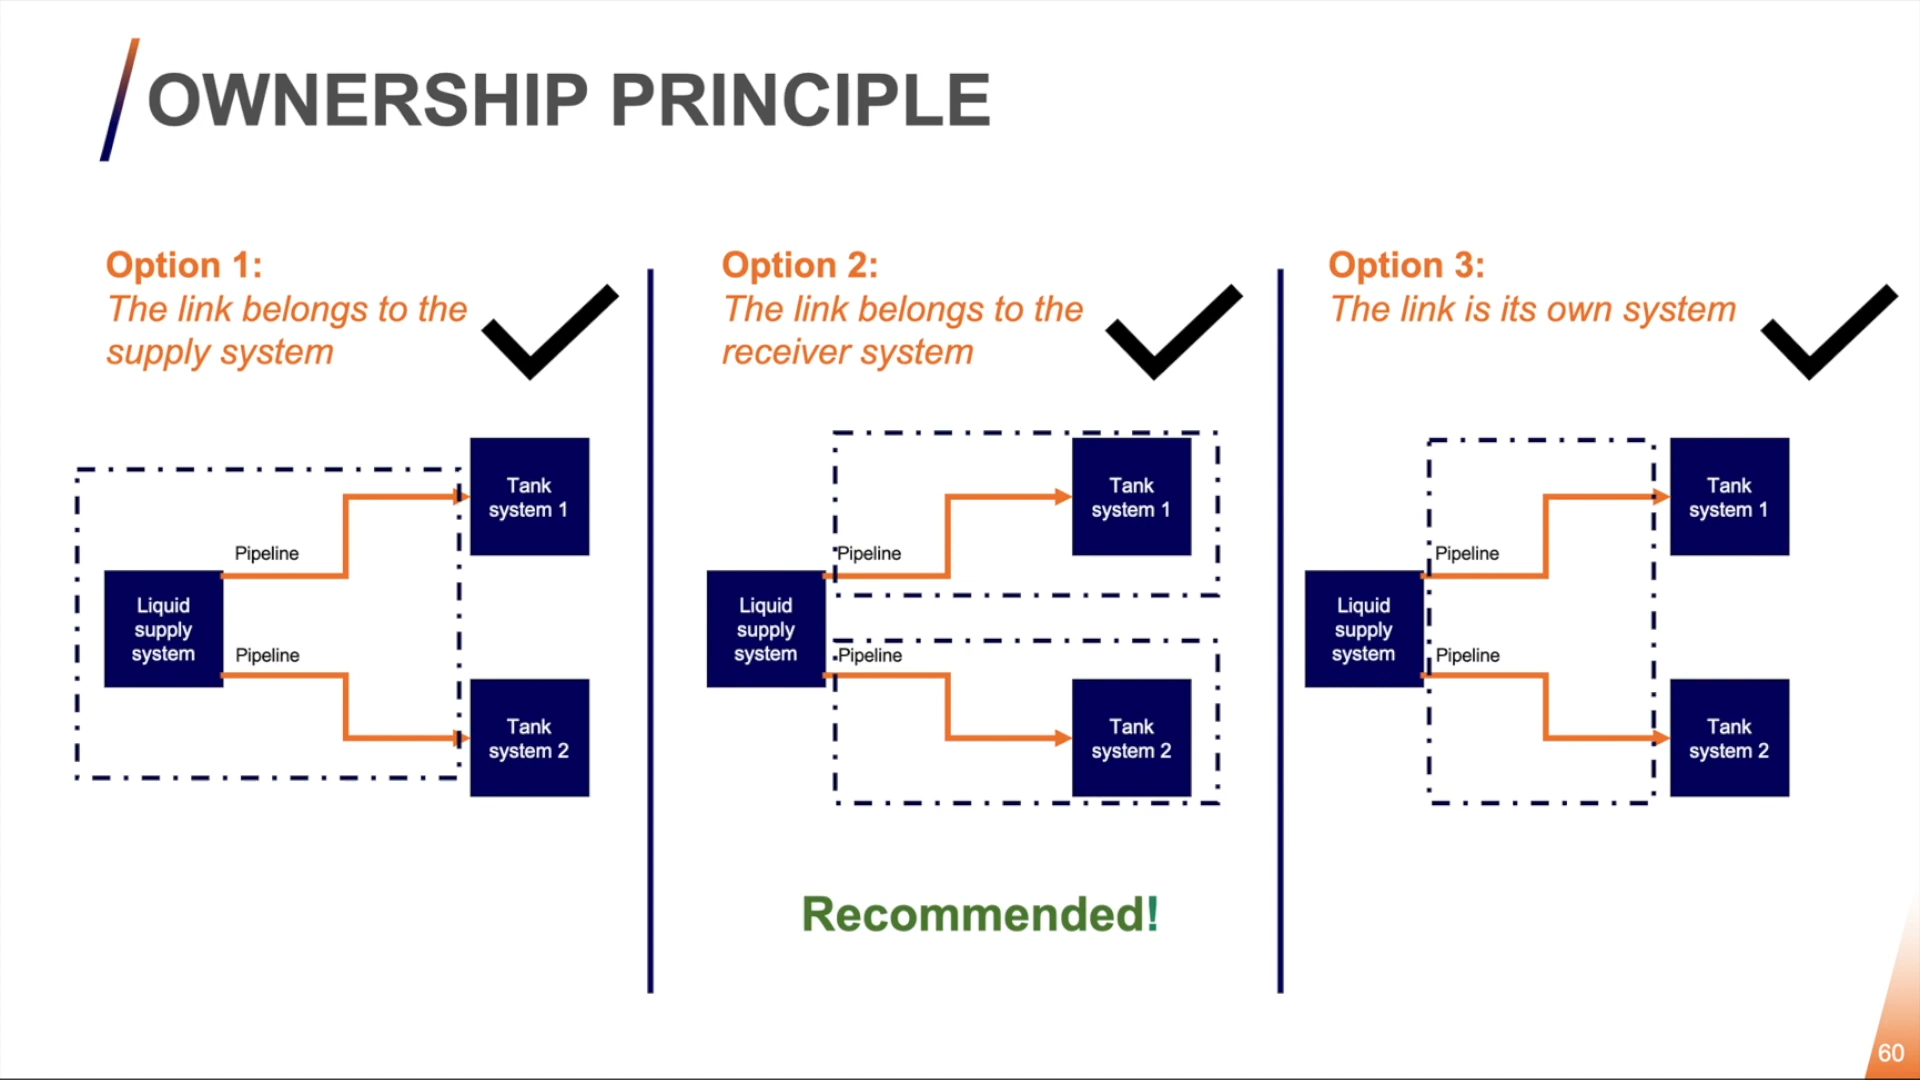 OWNERSHIP PRINCIPLE
Option 1:
The link belongs to the
supply system
Tank
system 1
Pipeline
Liquid
supply
system
Pipeline
Tank
system 2
Option 2:
The link belongs to the
receiver system
Tank
system 1
Pipeline
Liquid
supply
system
Pipeline
Tank
system 2
Recommended!
Option 3:
The link is its own system
Tank
system 1
Pipeline
Liquid
supply
system
Pipeline
Tank
system 2
60